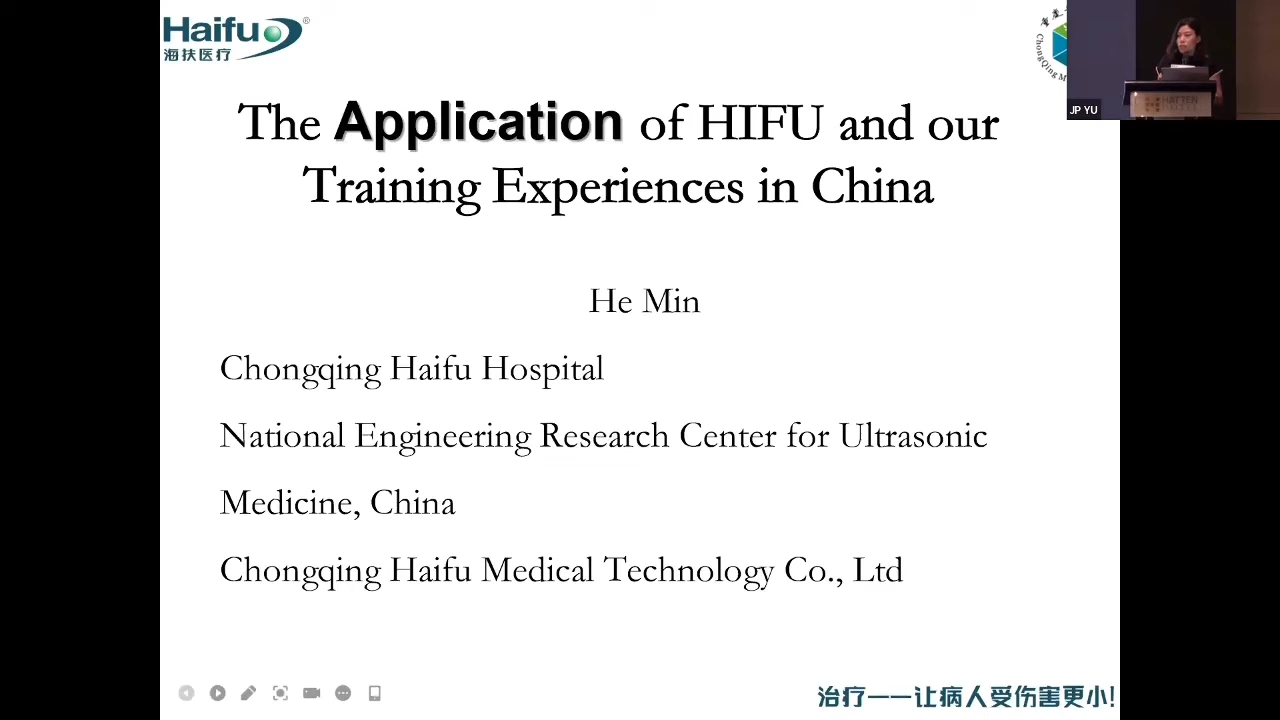 Haifu®
海扶医疗
ChongQing M
JP YU
The Application of HIFU and our
Training Experiences in China
He Min
Chongqing Haifu Hospital
National Engineering Research Center for Ultrasonic
Medicine, China
Chongqing Haifu Medical Technology Co., Ltd
治疗——让病人受伤害更小!